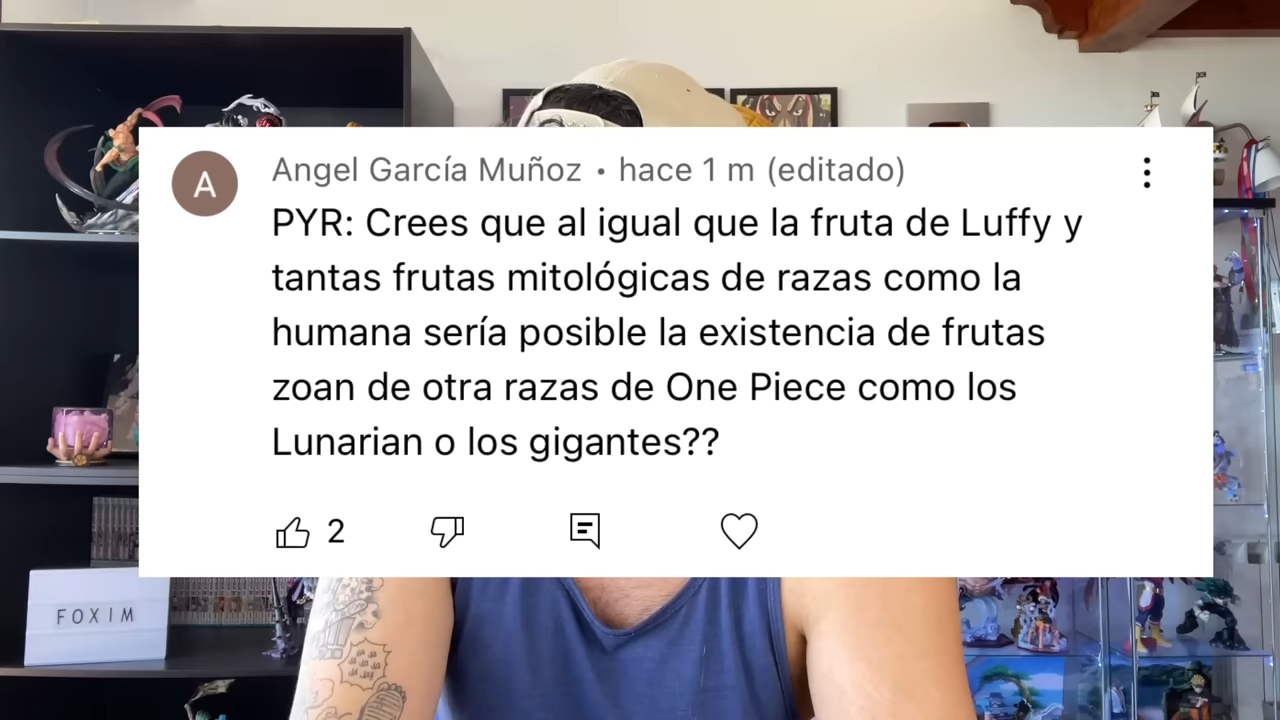 A
Angel García Muñoz • hace 1 m (editado)
PYR: Crees que al igual que la fruta de Luffy y
tantas frutas mitológicas de razas como la
humana sería posible la existencia de frutas
zoan de otra razas de One Piece como los
Lunarian o los gigantes??
2
FOXIM